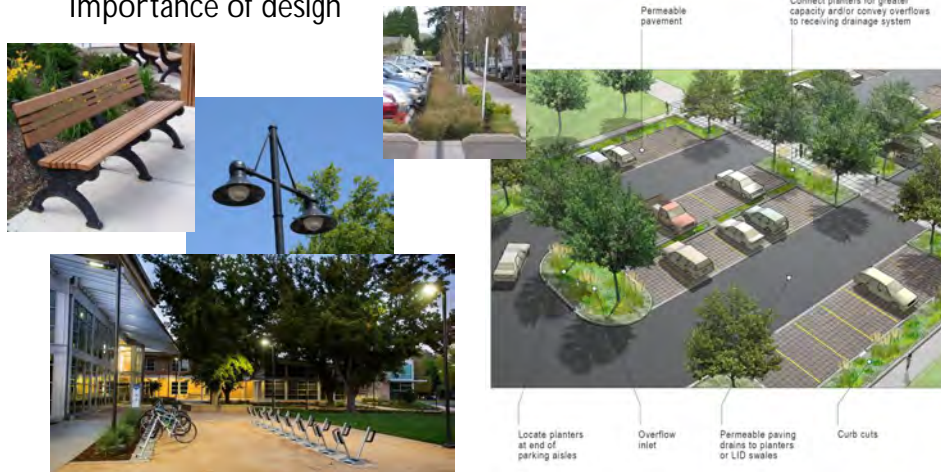 Importance of design
Permeable
pavement
Connect planters for greater
capacity and/or convey overflows
to receiving drainage system
Locate planters
at end of
parking aisles
Overflow
inlet
Permeable paving
drains to planters
or LID swales
Curb cuts